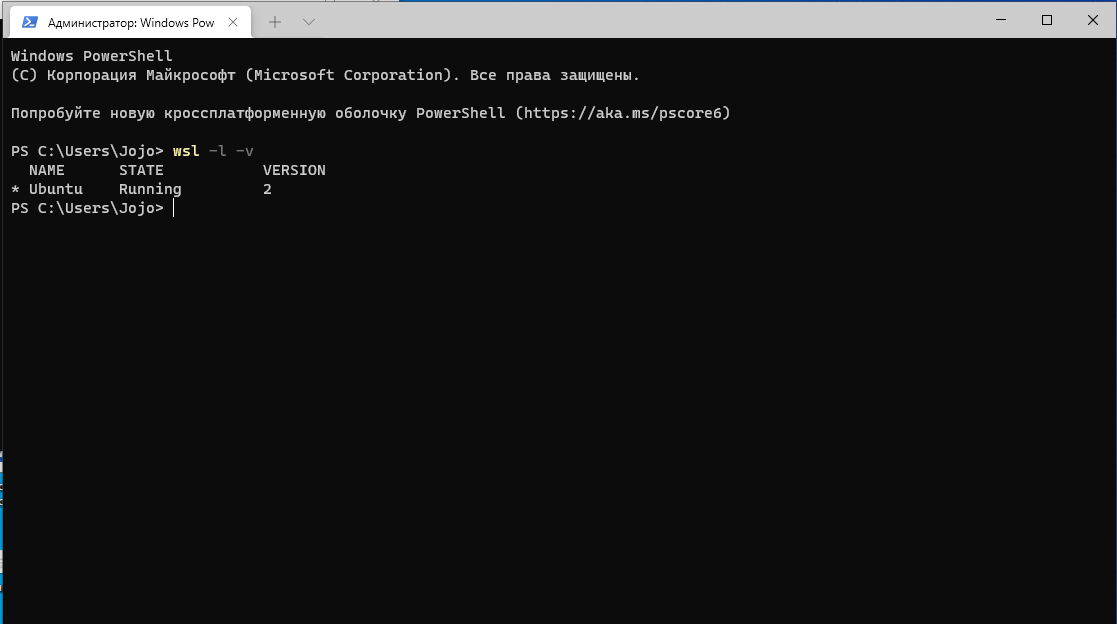 Администратор: Windows Pow
Windows PowerShell
(C) Корпорация Майкрософт (Microsoft Corporation). Все права защищены.
Попробуйте новую кроссплатформенную оболочку PowerShell (https://aka.ms/pscore6)
PS C:\Users\Jojo> wsl -l -v
NAME STATE VERSION
* Ubuntu Running 2
PS C:\Users\Jojo>